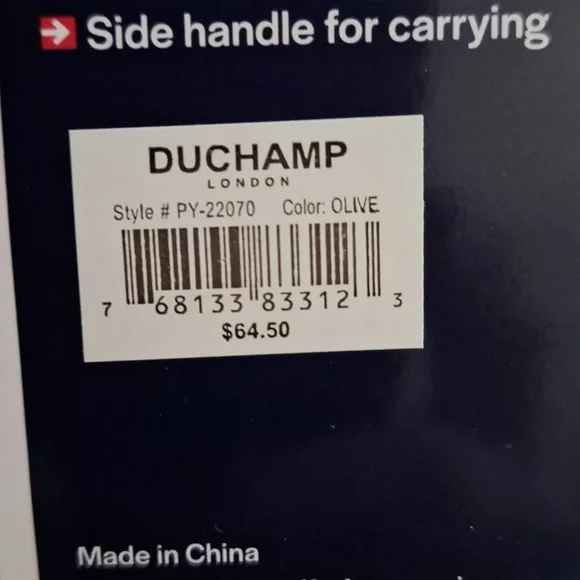 Side handle for carrying
DUCHAMP
LONDON
Style # PY-22070 Color: OLIVE
7 68133 83312 3
$64.50
Made in China